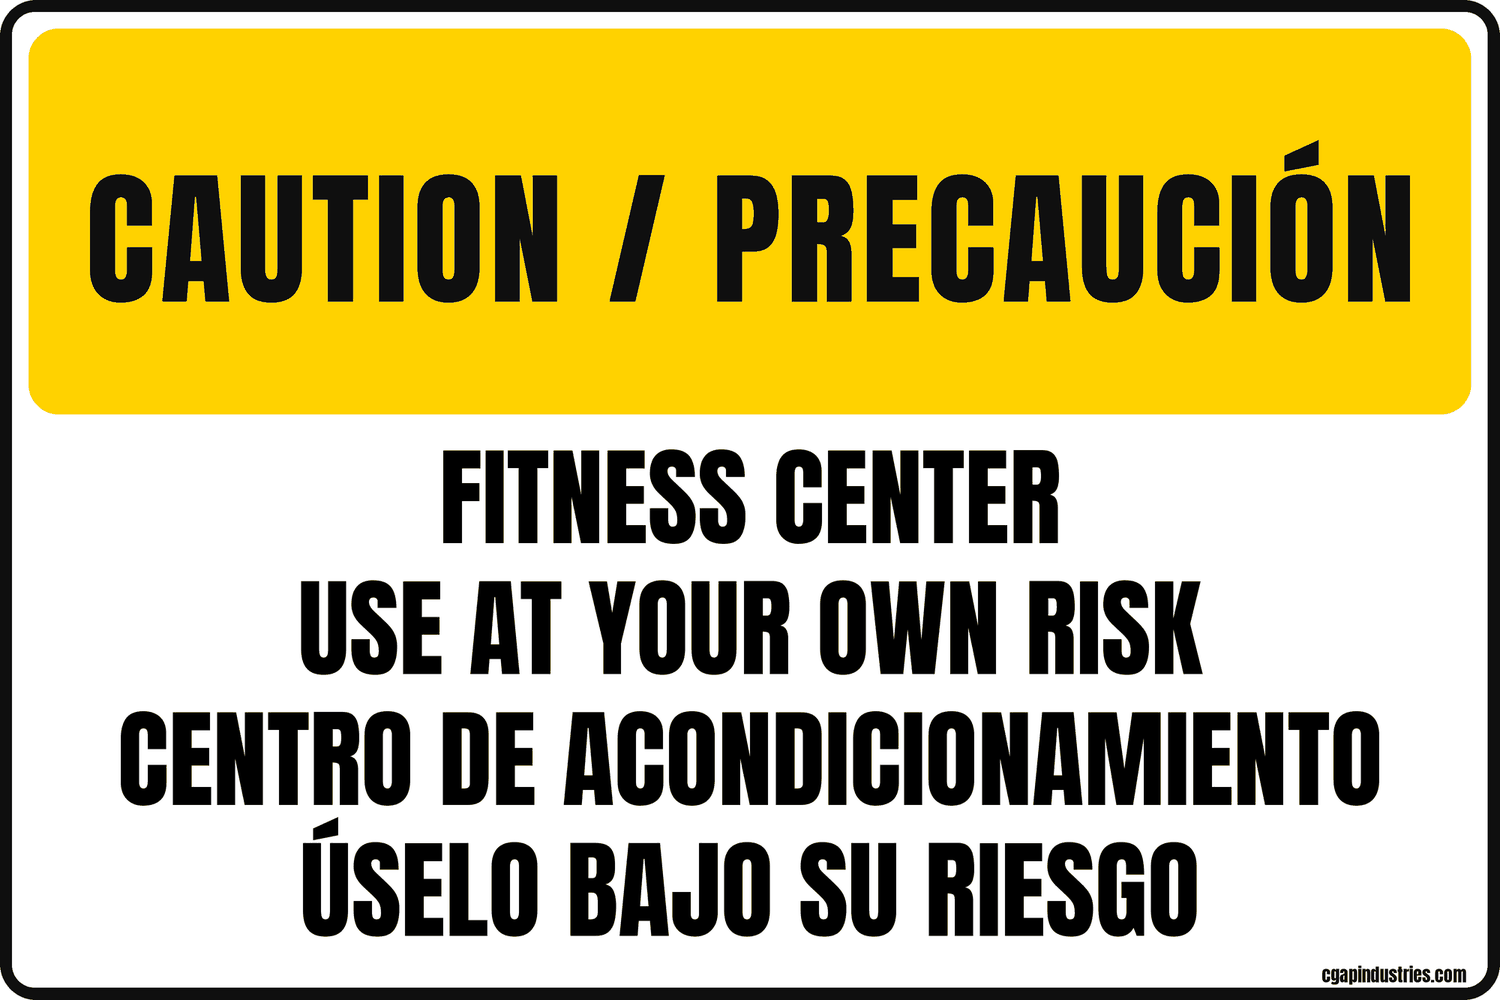 CAUTION / PRECAUCIÓN
FITNESS CENTER
USE AT YOUR OWN RISK
CENTRO DE ACONDICIONAMIENTO
ÚSELO BAJO SU RIESGO
cgapindustries.com